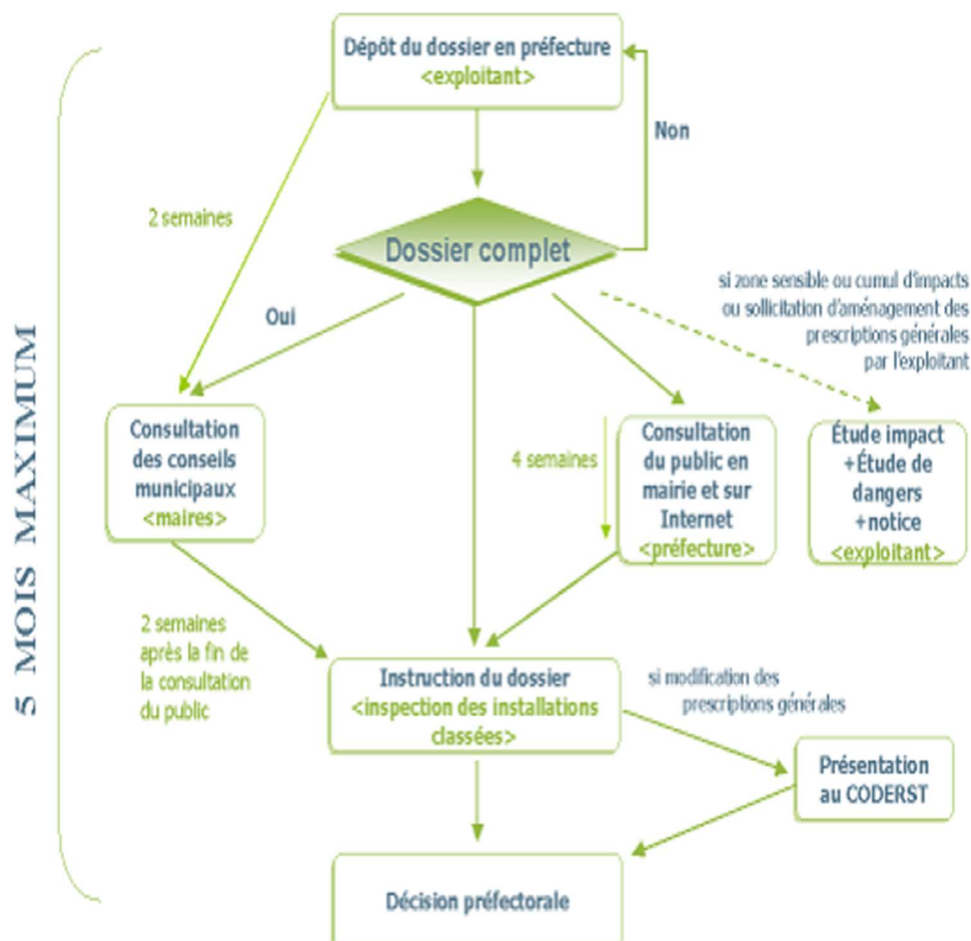 5 MOIS MAXIMUM
Dépôt du dossier en préfecture
<exploitant>
Non
2 semaines
Dossier complet
Oui
si zone sensible ou cumul d'impacts
ou sollicitation d'aménagement des
prescriptions générales
par l'exploitant
Consultation
des conseils
municipaux
<maires>
4 semaines
Consultation
du public en
mairie et sur
Internet
<préfecture>
Étude impact
+Étude de
dangers
+notice
<exploitant>
2 semaines
après la fin de
la consultation
du public
Instruction du dossier
<inspection des installations
classées>
si modification des
prescriptions générales
Présentation
au CODERST
Décision préfectorale